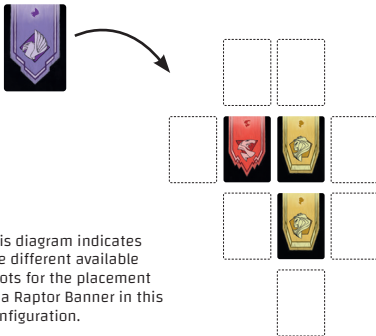 is diagram indicates
e different available
ots for the placement
a Raptor Banner in this
nfiguration.